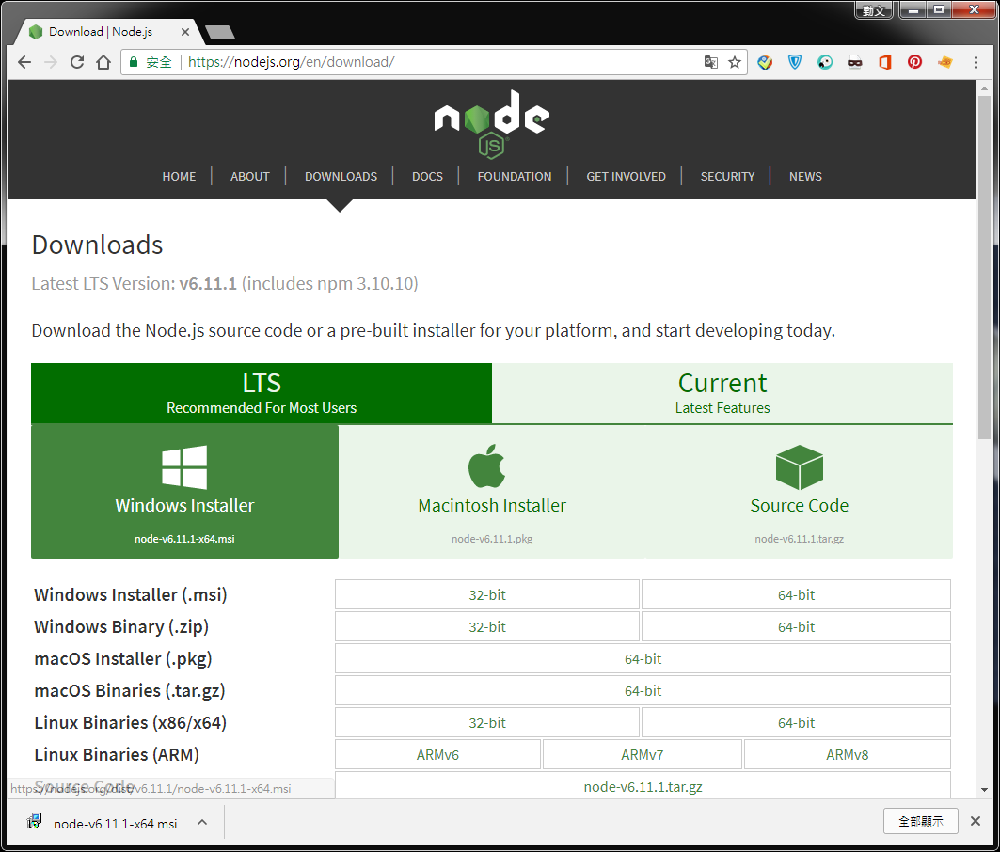 勤文
Download | Node.js
安全 https://nodejs.org/en/download/
node
JS
HOME ABOUT DOWNLOADS DOCS FOUNDATION GET INVOLVED SECURITY NEWS
Downloads
Latest LTS Version: v6.11.1 (includes npm 3.10.10)
Download the Node.js source code or a pre-built installer for your platform, and start developing today.
LTS Current
Recommended For Most Users Latest Features
Windows Installer Macintosh Installer Source Code
node-v6.11.1-x64.msi node-v6.11.1.pkg node-v6.11.1.tar.gz
Windows Installer (.msi) 32-bit 64-bit
Windows Binary (.zip) 32-bit 64-bit
macOS Installer (.pkg) 64-bit
macOS Binaries (.tar.gz) 64-bit
Linux Binaries (x86/x64) 32-bit 64-bit
Linux Binaries (ARM) ARMv6 ARMv7 ARMv8
Source Code node-v6.11.1.tar.gz
https://nodejs.org/dist/v6.11.1/node-v6.11.1-x64.msi
node-v6.11.1-x64.msi 全部顯示